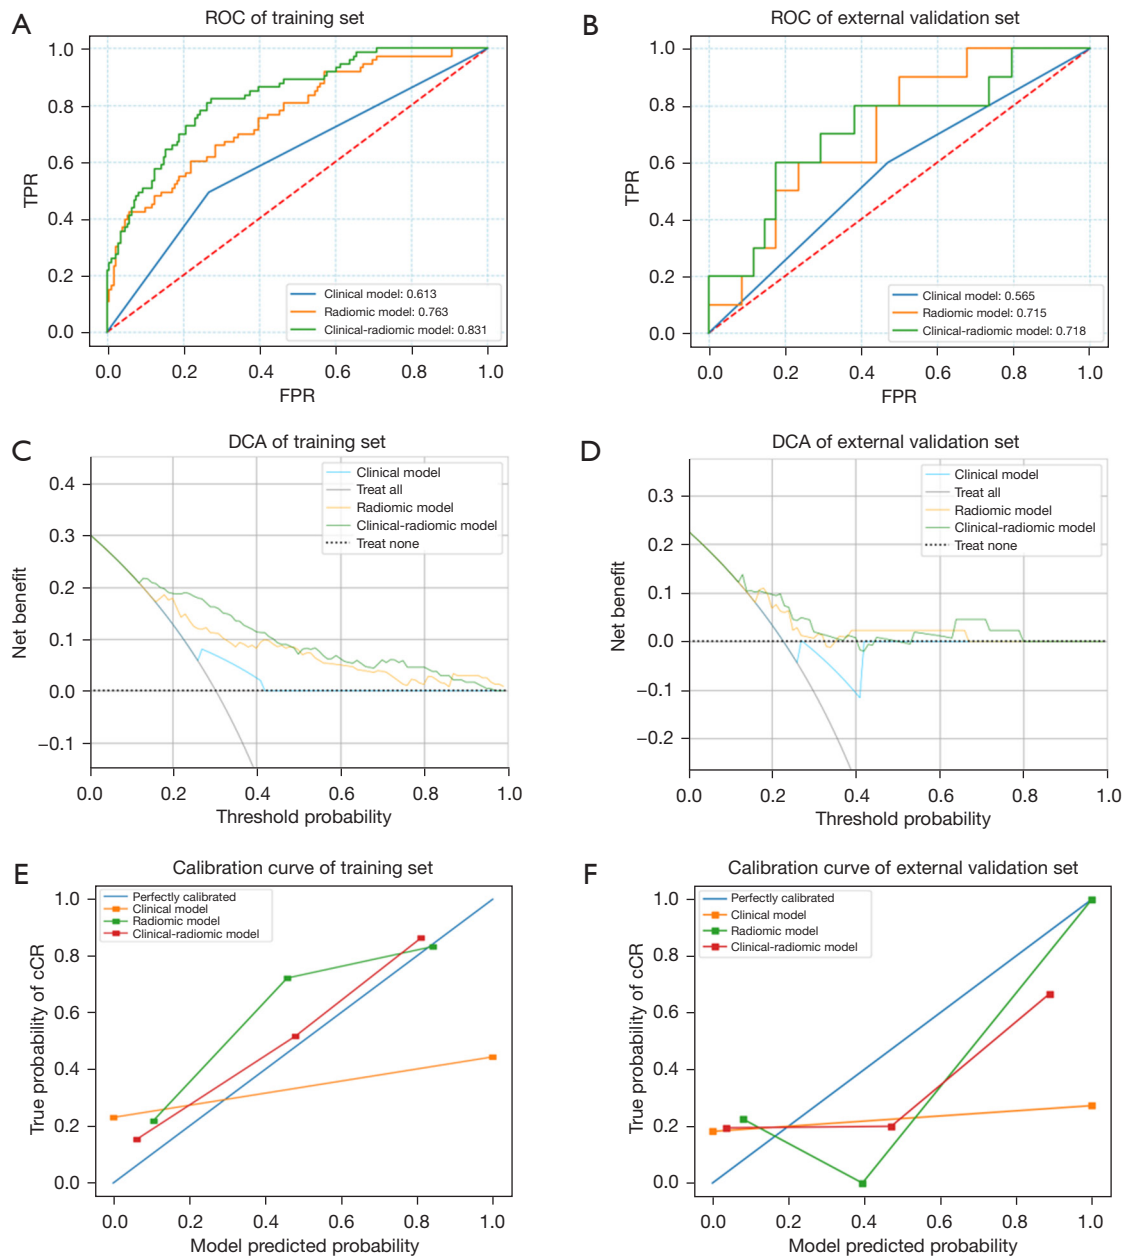 A
ROC of training set
1.0
0.8
0.6
0.4
0.2
0.0
TPR
Clinical model: 0.613
Radiomic model: 0.763
Clinical-radiomic model: 0.831
0.0 0.2 0.4 0.6 0.8 1.0
FPR
B
ROC of external validation set
1.0
0.8
0.6
0.4
0.2
0.0
TPR
Clinical model: 0.565
Radiomic model: 0.715
Clinical-radiomic model: 0.718
0.0 0.2 0.4 0.6 0.8 1.0
FPR
C
DCA of training set
0.4
0.3
0.2
0.1
0.0
−0.1
Net benefit
Clinical model
Treat all
Radiomic model
Clinical-radiomic model
Treat none
0.0 0.2 0.4 0.6 0.8 1.0
Threshold probability
D
DCA of external validation set
0.3
0.2
0.1
0.0
−0.1
−0.2
Net benefit
Clinical model
Treat all
Radiomic model
Clinical-radiomic model
Treat none
0.0 0.2 0.4 0.6 0.8 1.0
Threshold probability
E
Calibration curve of training set
1.0
0.8
0.6
0.4
0.2
0.0
True probability of cCR
Perfectly calibrated
Clinical model
Radiomic model
Clinical-radiomic model
0.0 0.2 0.4 0.6 0.8 1.0
Model predicted probability
F
Calibration curve of external validation set
1.0
0.8
0.6
0.4
0.2
0.0
True probability of cCR
Perfectly calibrated
Clinical model
Radiomic model
Clinical-radiomic model
0.0 0.2 0.4 0.6 0.8 1.0
Model predicted probability